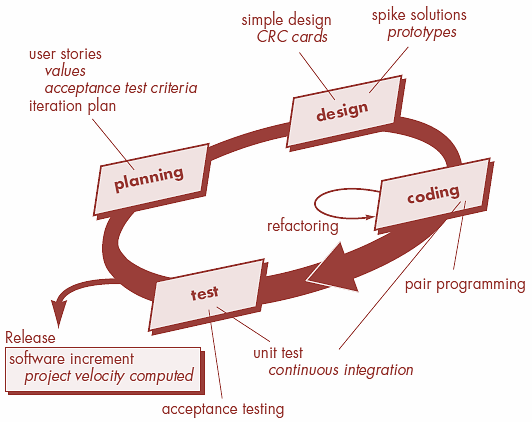 simple design
CRC cards
spike solutions
prototypes
user stories
values
acceptance test criteria
iteration plan
design
planning
coding
refactoring
test
pair programming
Release
software increment
project velocity computed
unit test
continuous integration
acceptance testing